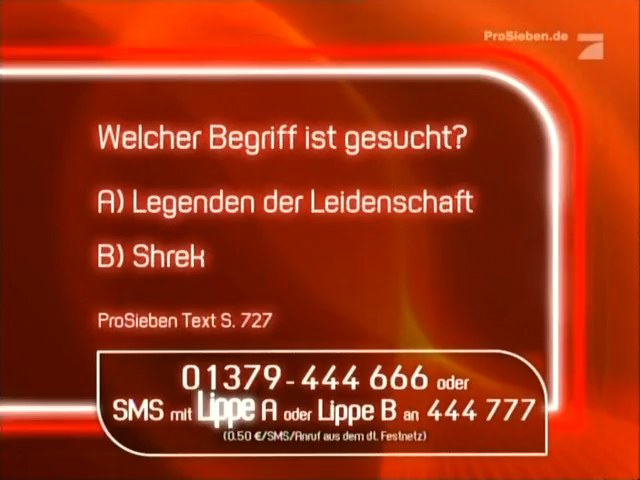 ProSieben.de
Welcher Begriff ist gesucht?
A) Legenden der Leidenschaft
B) Shrek
ProSieben Text S. 727
01379-444 666 oder
SMS mit Lippe A oder Lippe B an 444 777
(0.50 €/SMS/Anruf aus dem dt. Festnetz)